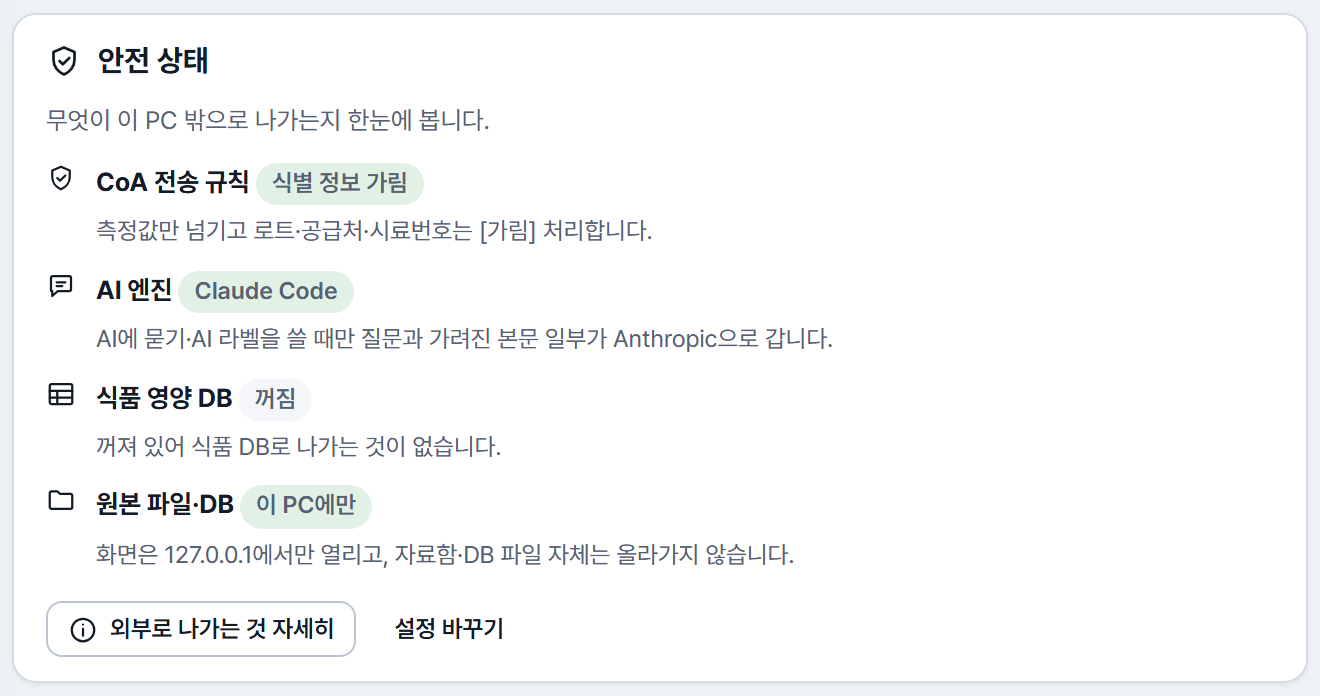 안전 상태
무엇이 이 PC 밖으로 나가는지 한눈에 봅니다.
CoA 전송 규칙 식별 정보 가림
측정값만 넘기고 로트·공급처·시료번호는 [가림] 처리합니다.
AI 엔진 Claude Code
AI에 묻기·AI 라벨을 쓸 때만 질문과 가려진 본문 일부가 Anthropic으로 갑니다.
식품 영양 DB 꺼짐
꺼져 있어 식품 DB로 나가는 것이 없습니다.
원본 파일·DB 이 PC에만
화면은 127.0.0.1에서만 열리고, 자료함·DB 파일 자체는 올라가지 않습니다.
외부로 나가는 것 자세히 설정 바꾸기